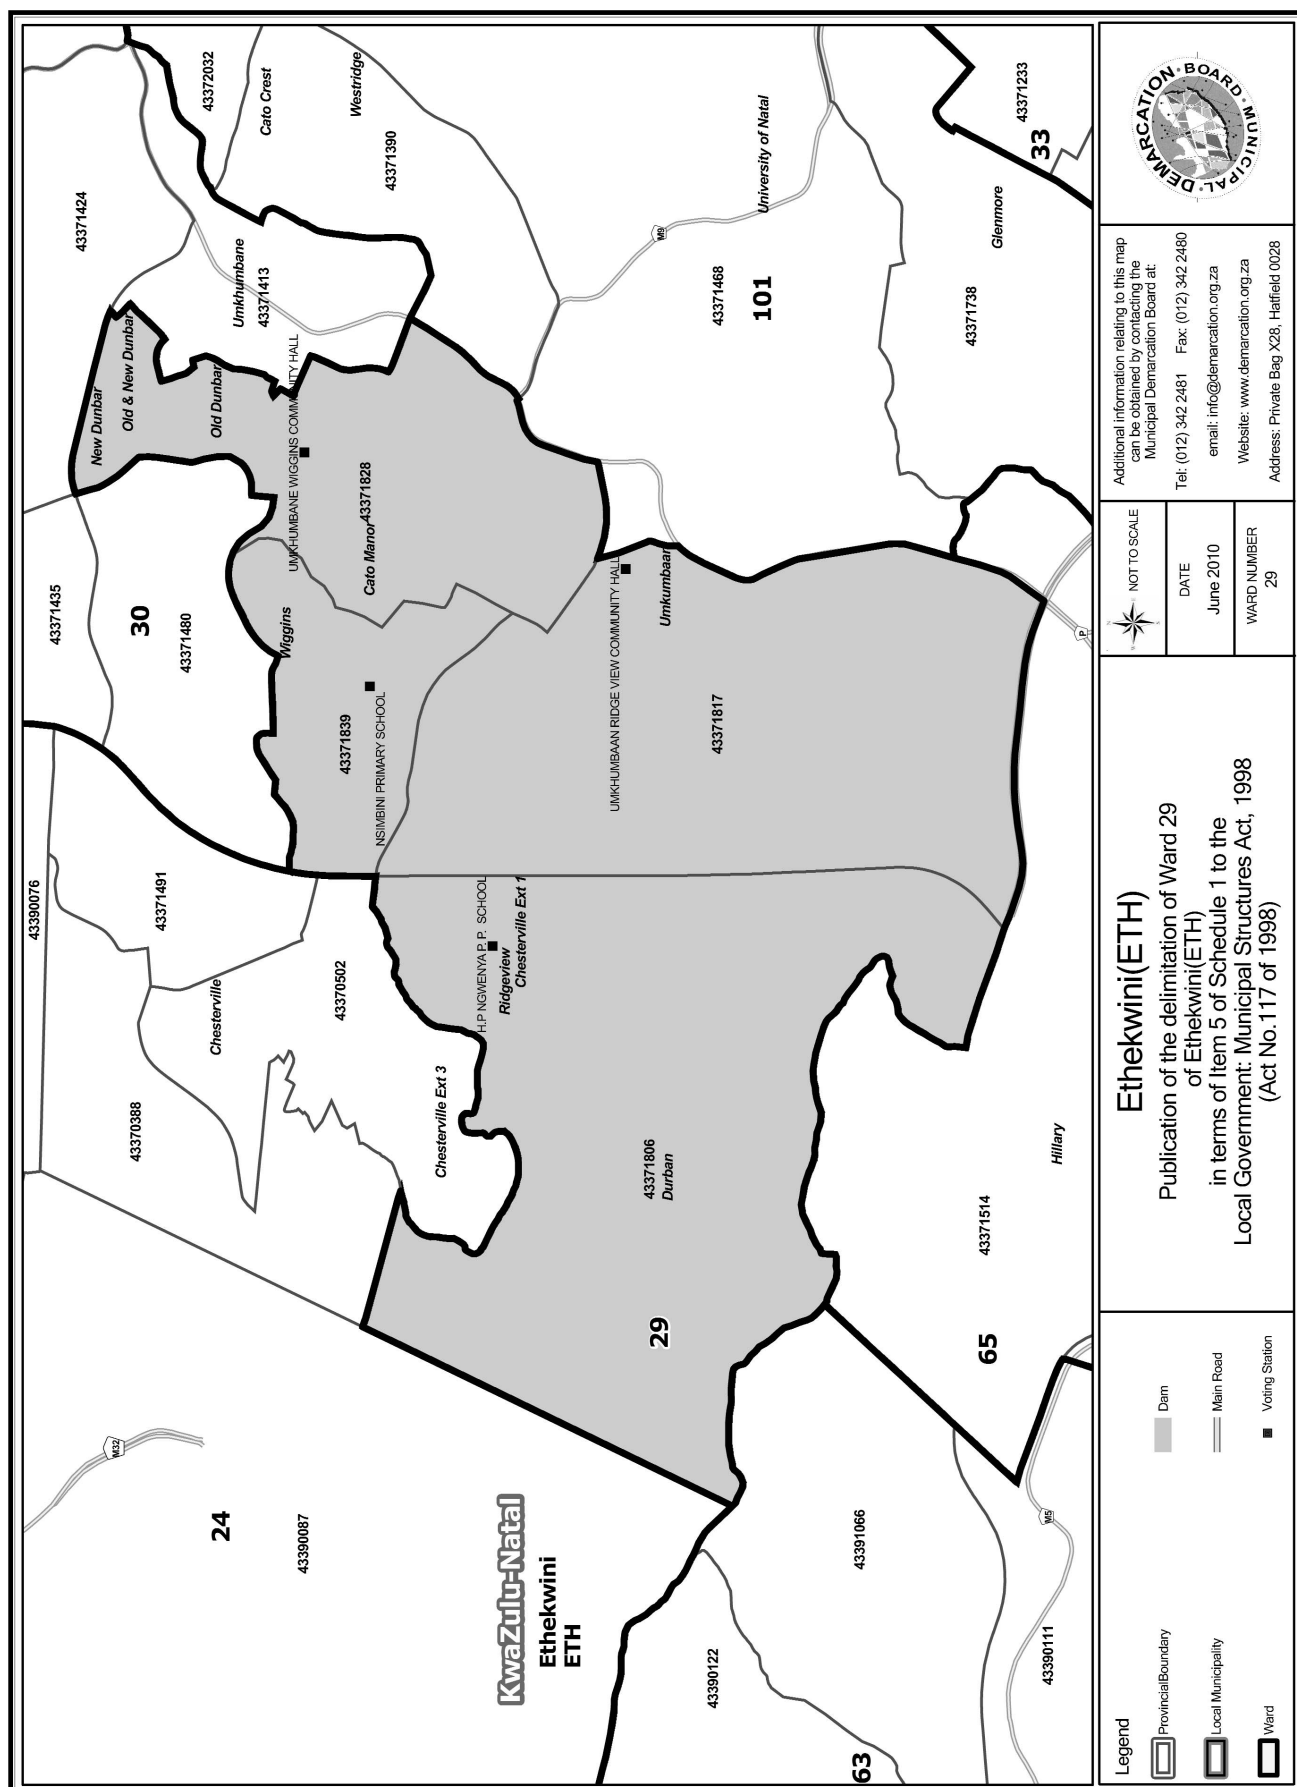 43390076
43371435
43371424
43372032
Cato Crest
Westridge
43371390
43371491
30
43371480
New Dunbar
Old & New Dunbar
Old Dunbar
Umkhumbane
43371413
43370388
Chesterville
43370502
Wiggins
UMKHUMBANE WIGGINS COMMUNITY HALL
43371839
NSIMBINI PRIMARY SCHOOL
Cato Manor
43371828
M32
24
43390087
Chesterville Ext 3
H.P NGWENYA P. P. SCHOOL
Ridgeview
Chesterville Ext 1
KwaZulu-Natal
Ethekwini
ETH
43371806
Durban
29
UMKHUMBAAN RIDGE VIEW COMMUNITY HALL
Umkumbaan
43371817
M9
University of Natal
43371468
101
Glenmore
43371738
43371233
33
43390122
63
43391066
43390111
M5
65
43371514
Hillary
P
Legend
ProvincialBoundary
Local Municipality
Ward
Dam
Main Road
Voting Station
Ethekwini(ETH)
Publication of the delimitation of Ward 29
of Ethekwini(ETH)
in terms of Item 5 of Schedule 1 to the
Local Government: Municipal Structures Act, 1998
(Act No.117 of 1998)
NOT TO SCALE
DATE
June 2010
WARD NUMBER
29
Additional information relating to this map
can be obtained by contacting the
Municipal Demarcation Board at:
Tel: (012) 342 2481 Fax: (012) 342 2480
email: info@demarcation.org.za
Website: www.demarcation.org.za
Address: Private Bag X28, Hatfield 0028
MUNICIPAL • DEMARCATION • BOARD •